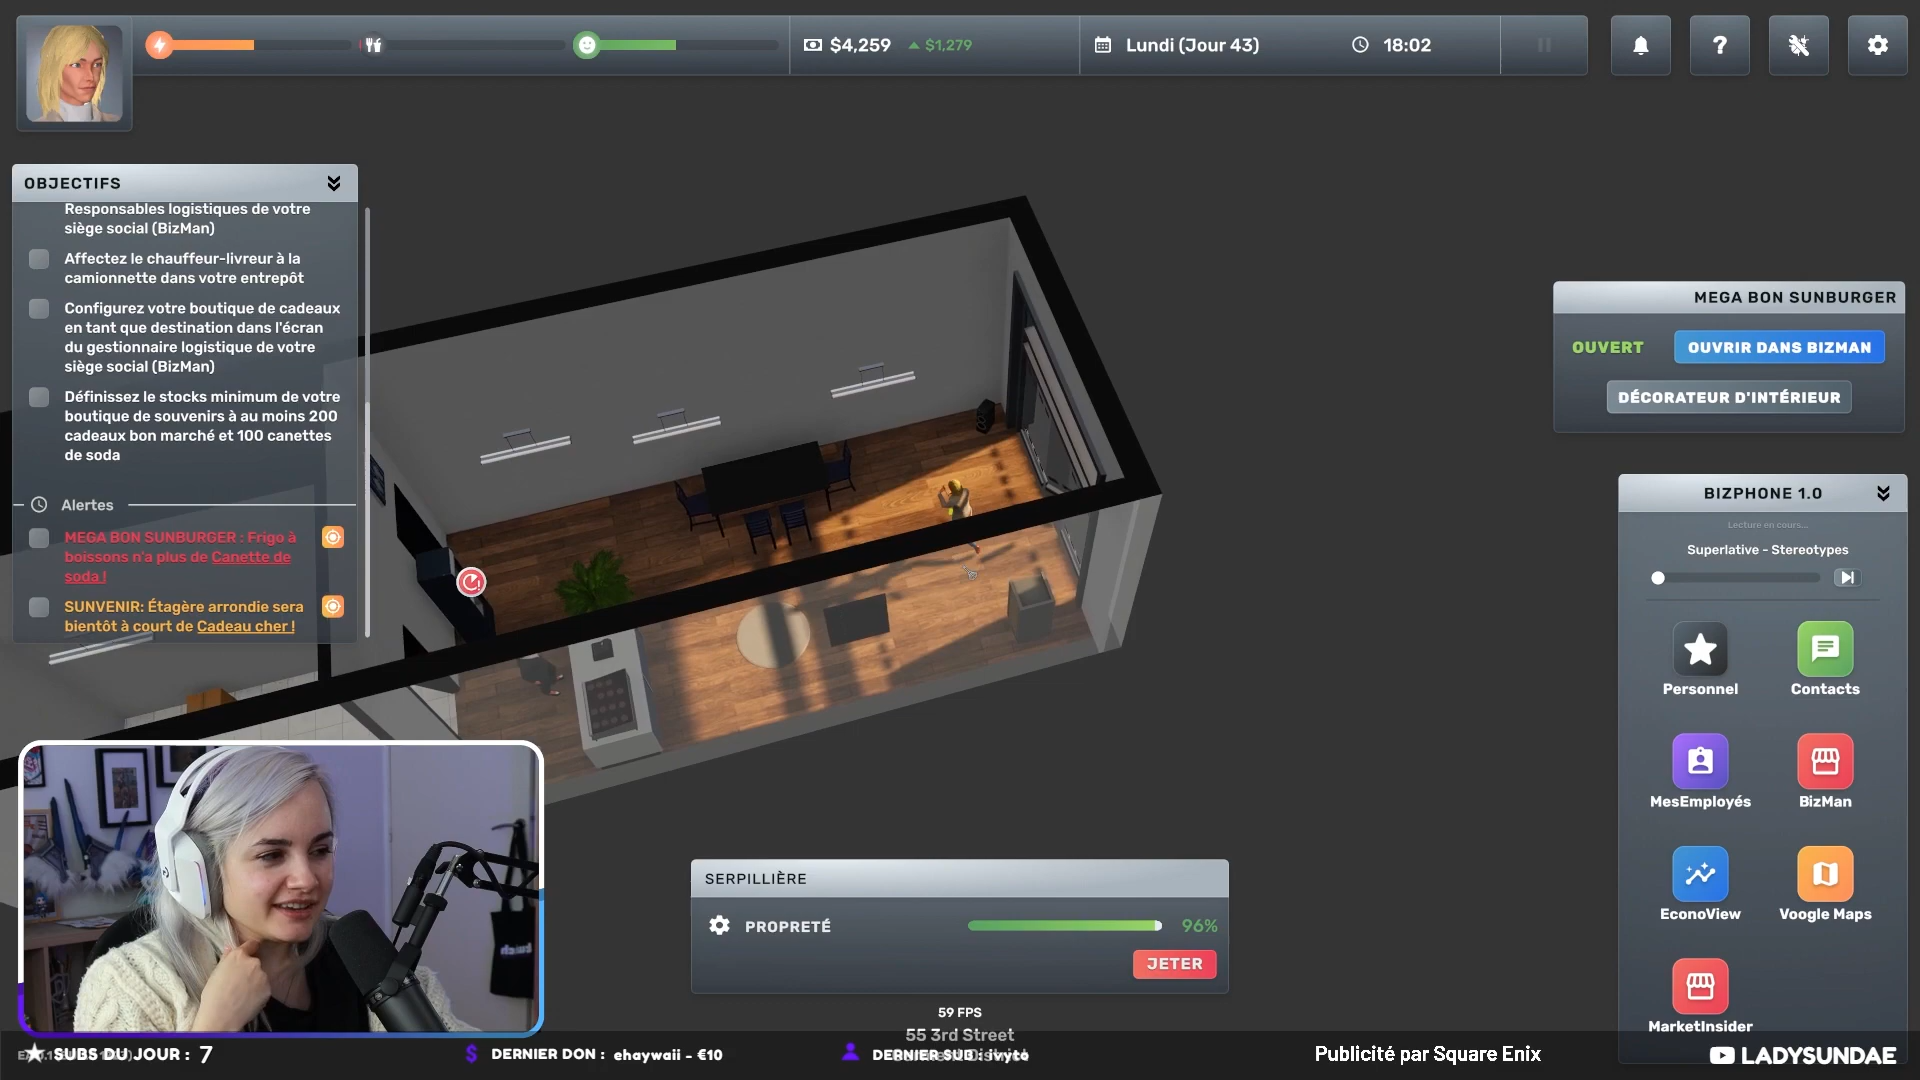 $4,259
$1,279
Lundi (Jour 43)
18:02
?
OBJECTIFS
Responsables logistiques de votre
siège social (BizMan)
Affectez le chauffeur-livreur à la
camionnette dans votre entrepôt
Configurez votre boutique de cadeaux
en tant que destination dans l'écran
du gestionnaire logistique de votre
siège social (BizMan)
Définissez le stocks minimum de votre
boutique de souvenirs à au moins 200
cadeaux bon marché et 100 canettes
de soda
Alertes
MEGA BON SUNBURGER : Frigo à
boissons n'a plus de Canette de
soda !
SUNVENIR: Étagère arrondie sera
bientôt à court de Cadeau cher !
MEGA BON SUNBURGER
OUVERT
OUVRIR DANS BIZMAN
DÉCORATEUR D'INTÉRIEUR
BIZPHONE 1.0
Lecture en cours...
Superlative - Stereotypes
Personnel
Contacts
MesEmployés
BizMan
EconoView
Voogle Maps
MarketInsider
SERPILLIÈRE
PROPRETÉ
96%
JETER
59 FPS
55 3rd Street
SUBS DU JOUR : 7
DERNIER DON : ehaywaii - €10
DERNIER SUB : ivyto
Publicité par Square Enix
LADYSUNDAE